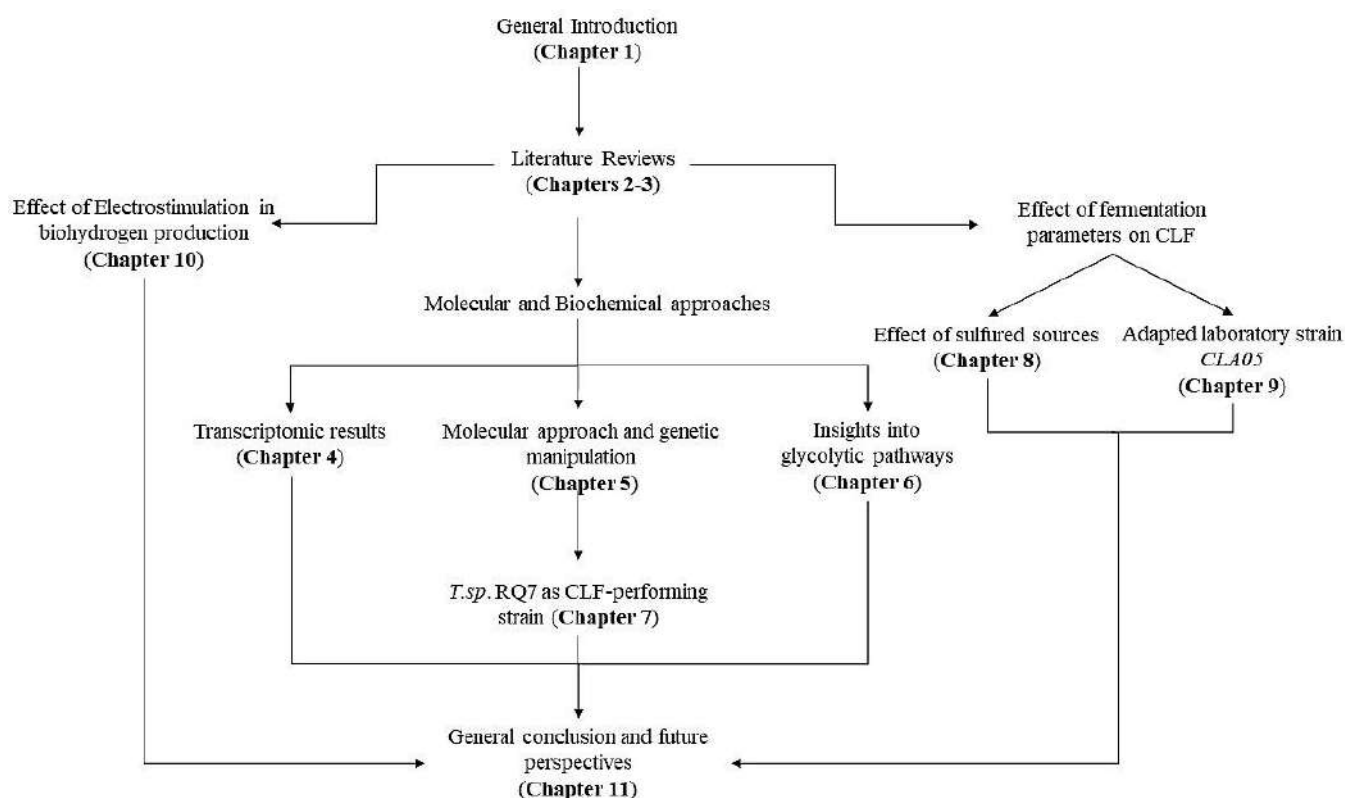 General Introduction
(Chapter 1)
Literature Reviews
(Chapters 2-3)
Effect of Electrostimulation in
biohydrogen production
(Chapter 10)
Effect of fermentation
parameters on CLF
Molecular and Biochemical approaches
Effect of sulfured sources
(Chapter 8)
Adapted laboratory strain
CLA05
(Chapter 9)
Transcriptomic results
(Chapter 4)
Molecular approach and genetic
manipulation
(Chapter 5)
Insights into
glycolytic pathways
(Chapter 6)
T.sp. RQ7 as CLF-performing
strain (Chapter 7)
General conclusion and future
perspectives
(Chapter 11)